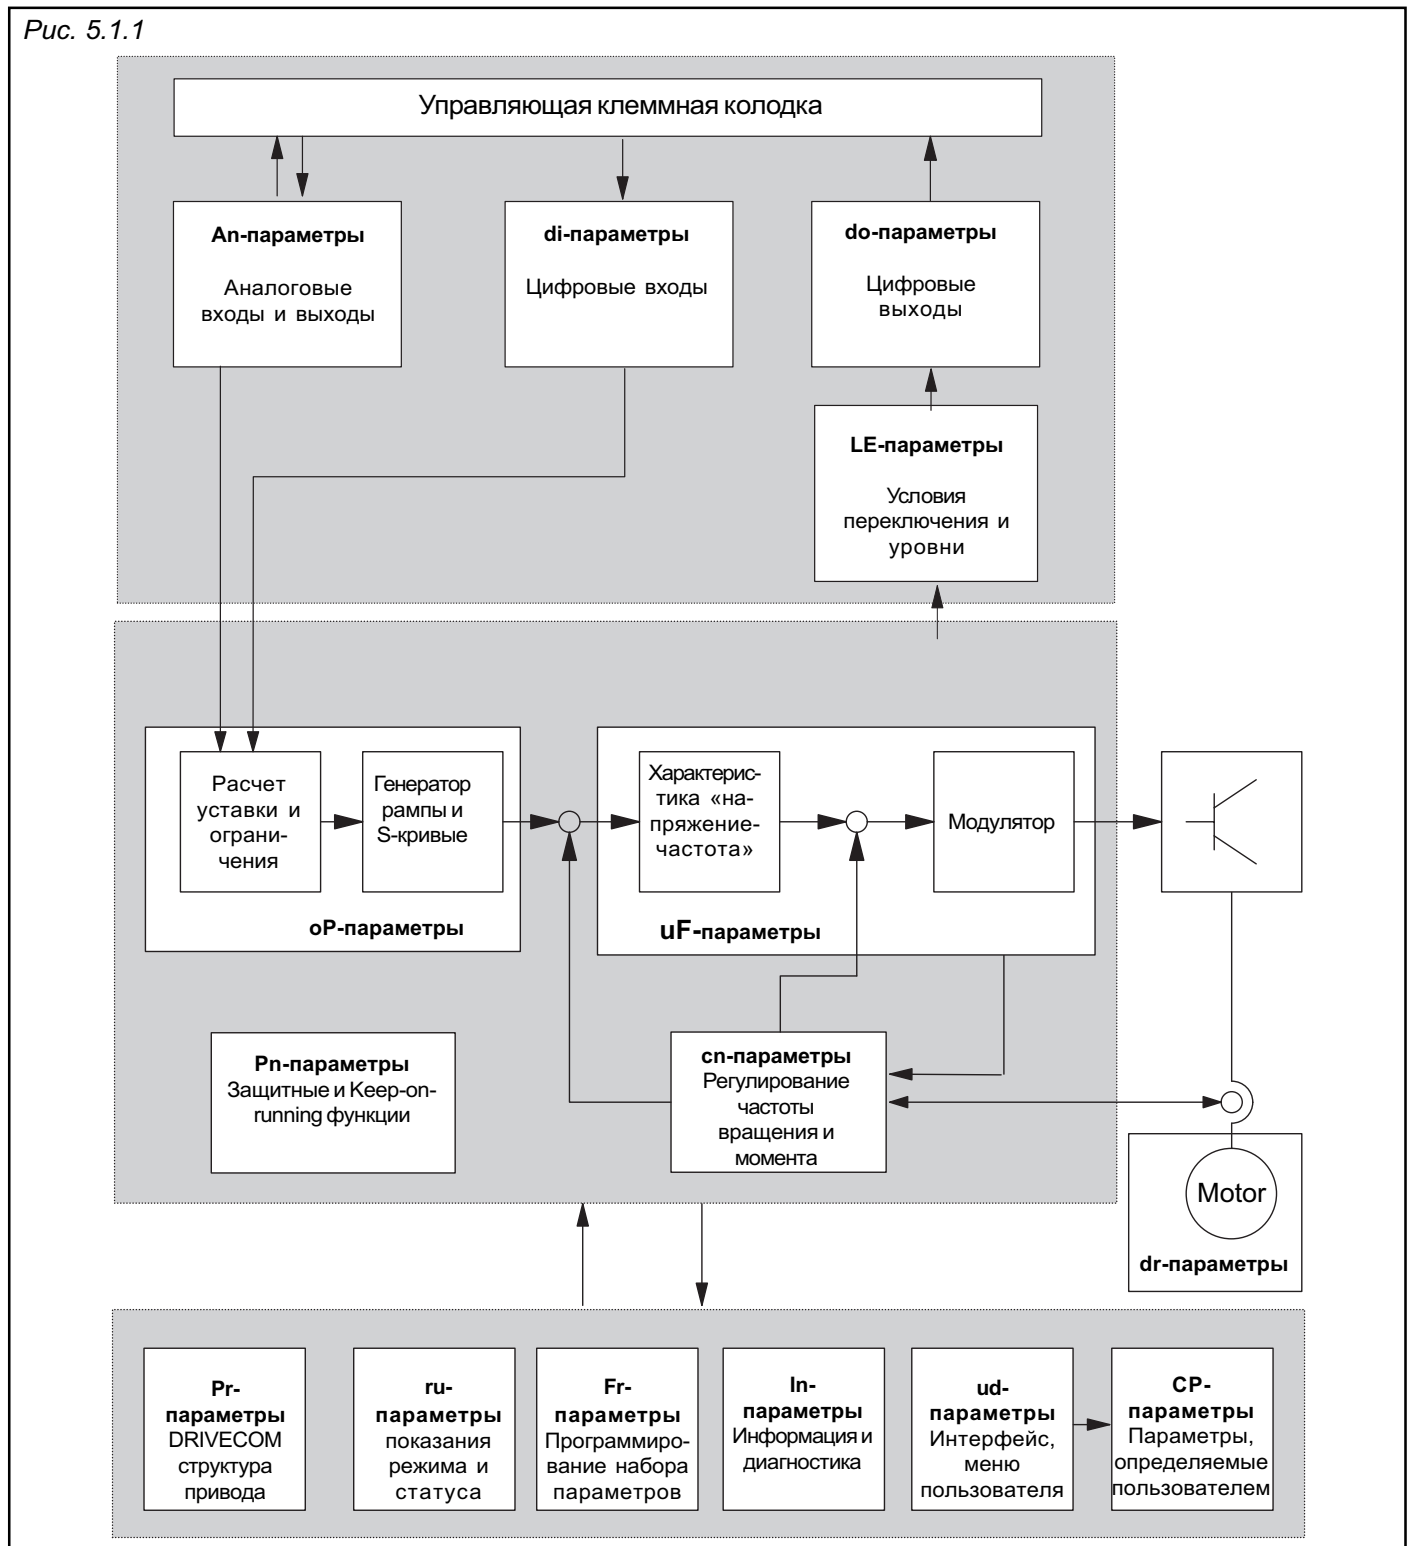 Рис. 5.1.1
Управляющая клеммная колодка
An-параметры
Аналоговые
входы и выходы
di-параметры
Цифровые входы
do-параметры
Цифровые
выходы
LE-параметры
Условия
переключения и
уровни
Расчет
уставки и
ограни-
чения
Генератор
рампы и
S-кривые
oP-параметры
Характерис-
тика «на-
пряжение-
частота»
Модулятор
uF-параметры
Pn-параметры
Защитные и Keep-on-
running функции
cn-параметры
Регулирование
частоты
вращения и
момента
Motor
dr-параметры
Pr-
параметры
DRIVECOM
структура
привода
ru-
параметры
показания
режима и
статуса
Fr-
параметры
Программиро-
вание набора
параметров
In-
параметры
Информация и
диагностика
ud-
параметры
Интерфейс,
меню
пользователя
CP-
параметры
Параметры,
определяемые
пользователем